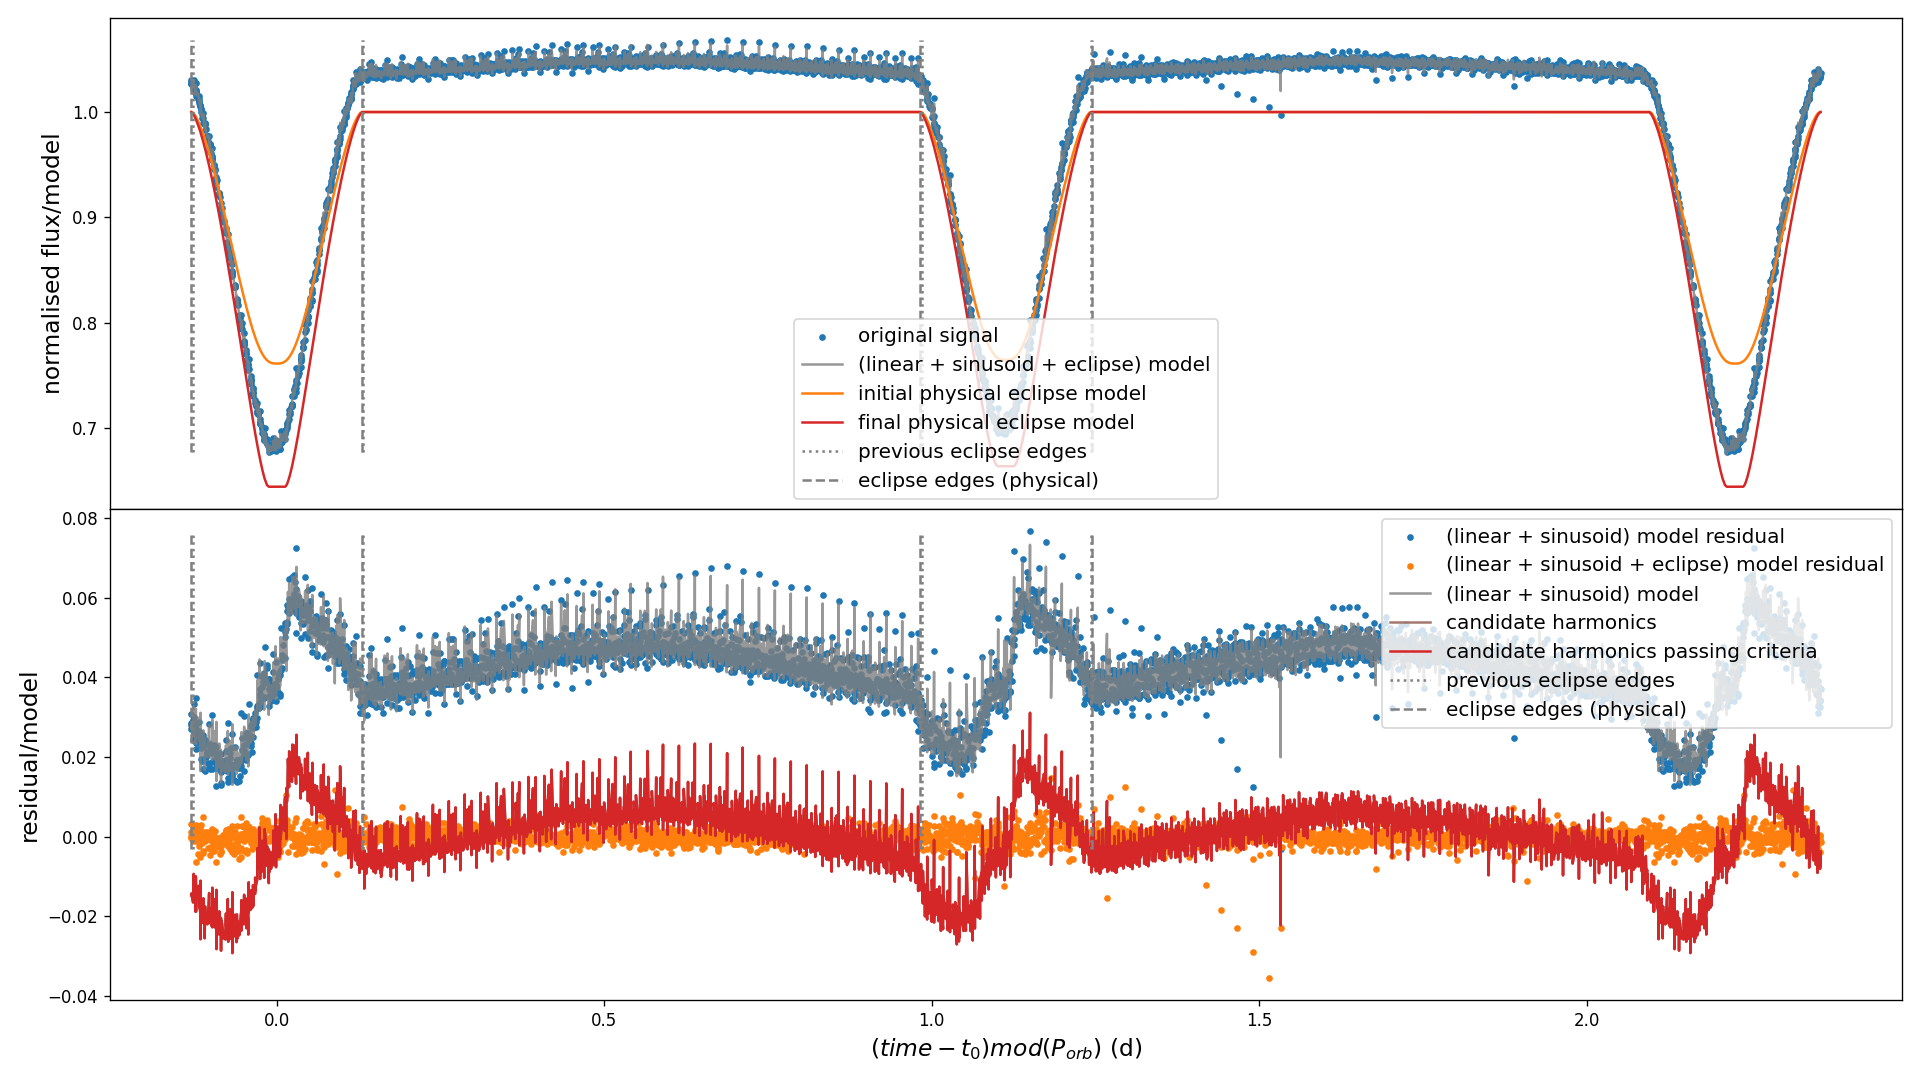 normalised flux/model
1.0
0.9
0.8
0.7
original signal
(linear + sinusoid + eclipse) model
initial physical eclipse model
final physical eclipse model
previous eclipse edges
eclipse edges (physical)
residual/model
0.08
0.06
0.04
0.02
0.00
−0.02
−0.04
(linear + sinusoid) model residual
(linear + sinusoid + eclipse) model residual
(linear + sinusoid) model
candidate harmonics
candidate harmonics passing criteria
previous eclipse edges
eclipse edges (physical)
0.0 0.5 1.0 1.5 2.0
(time − t₀)mod(P_orb) (d)